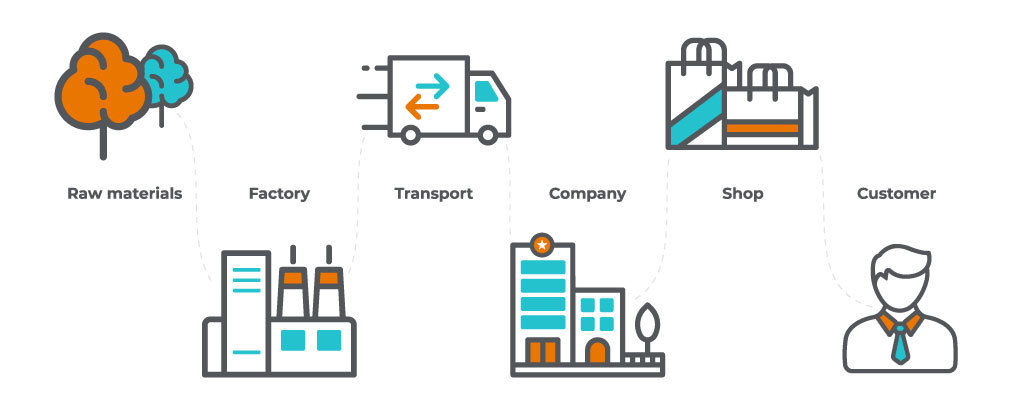 Raw materials
Factory
Transport
Company
Shop
Customer